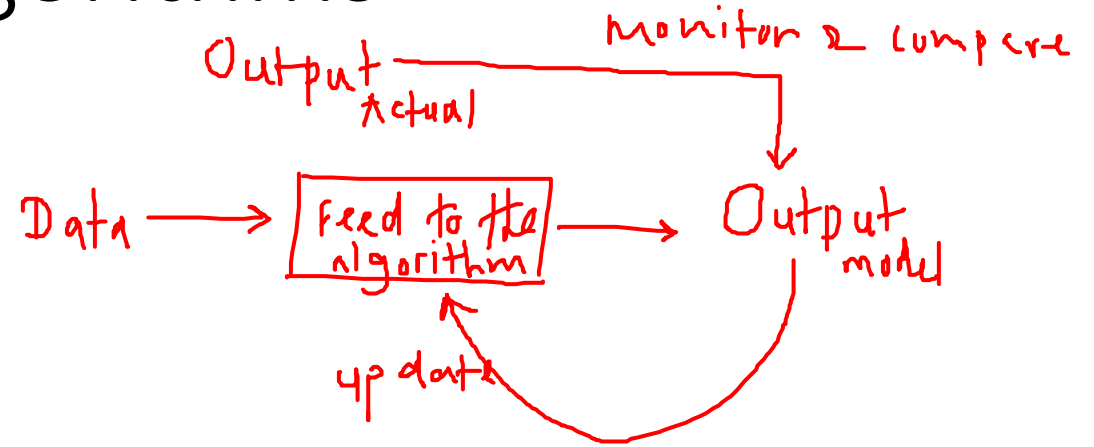 monitor & compare
Output
Actual
Data
Feed to the
algorithm
Output
model
update